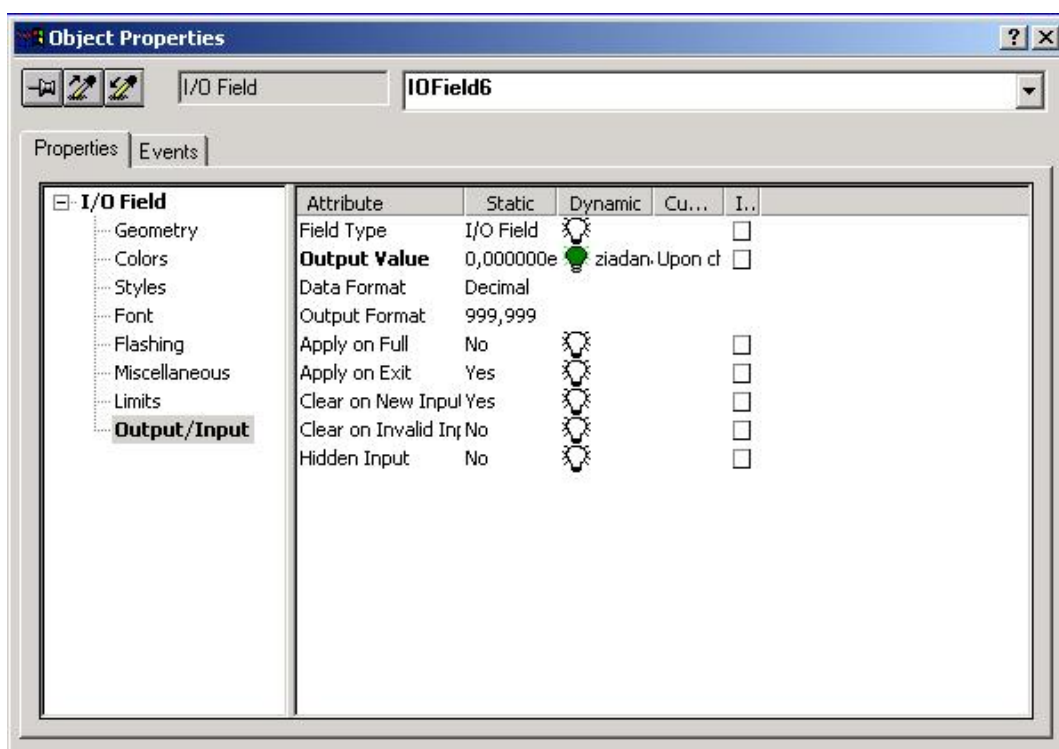 Object Properties
I/O Field IOField6
Properties Events
I/O Field
Geometry
Colors
Styles
Font
Flashing
Miscellaneous
Limits
Output/Input
Attribute Static Dynamic Cu... I..
Field Type I/O Field
Output Value 0,000000e ziadan. Upon ch
Data Format Decimal
Output Format 999,999
Apply on Full No
Apply on Exit Yes
Clear on New Input Yes
Clear on Invalid Inp No
Hidden Input No